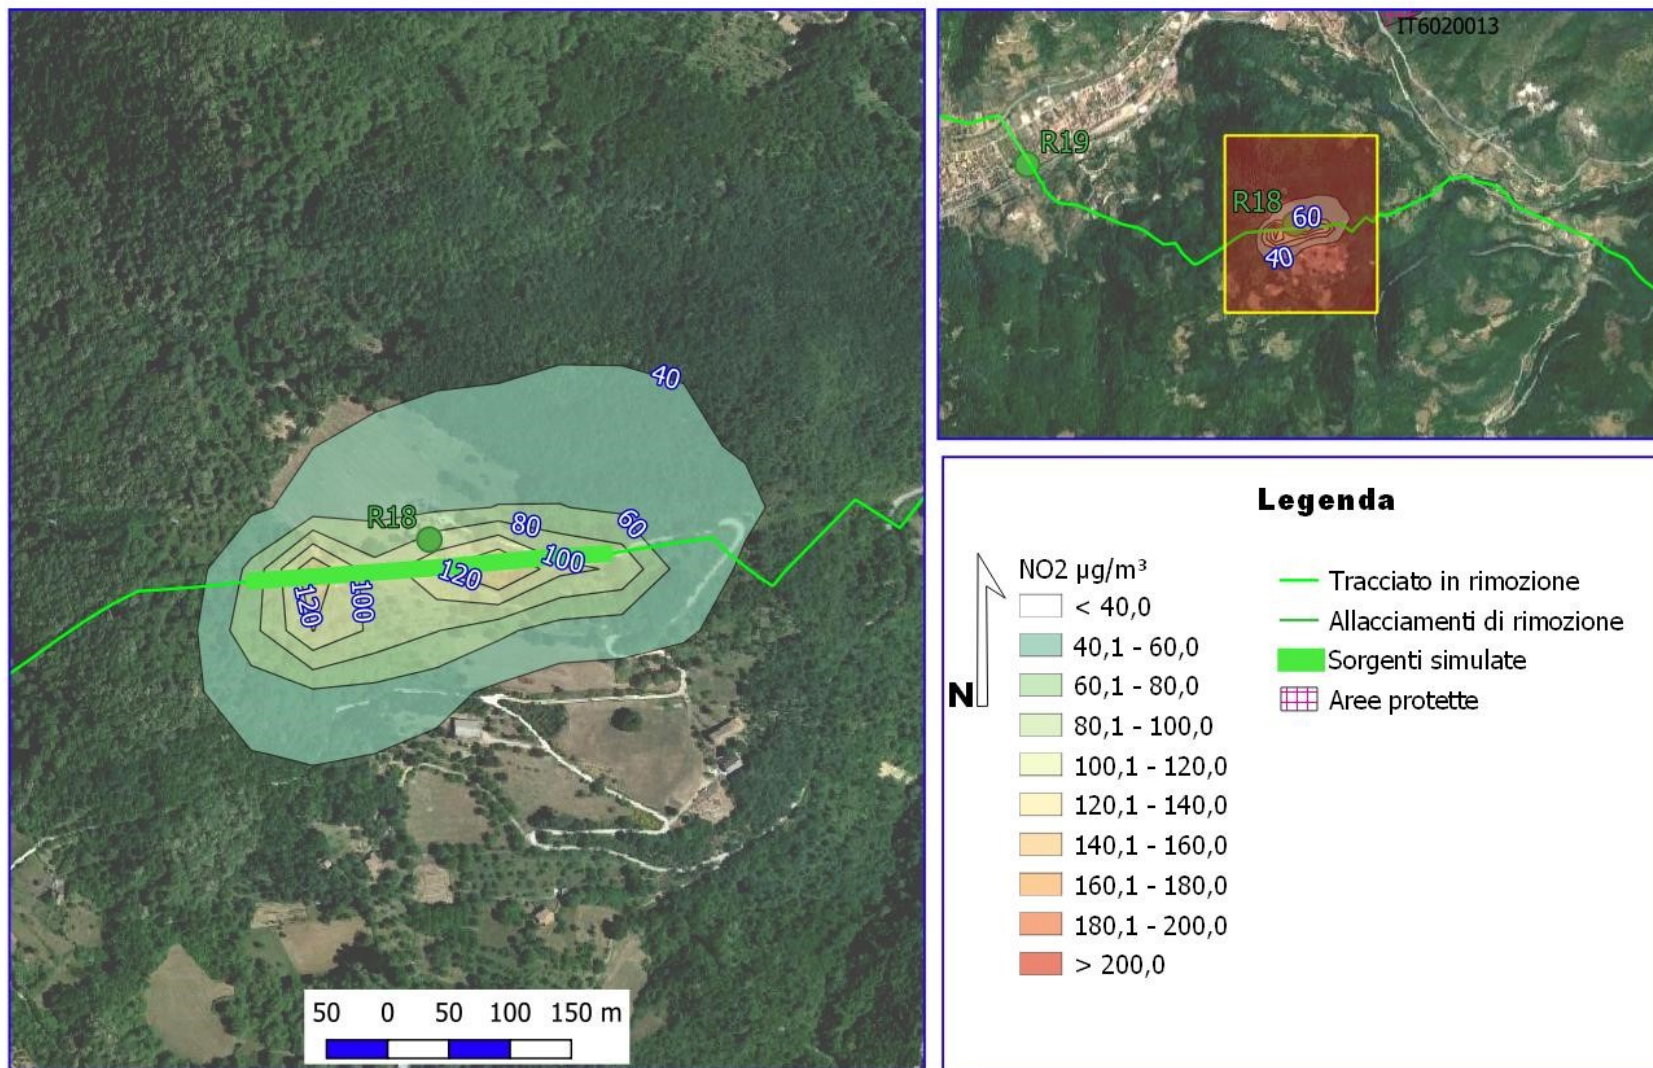 40
R18
80
60
100
120
120
100
50 0 50 100 150 m
IT6020013
R19
R18
60
40
Legenda
N
NO2 µg/m³
< 40,0
40,1 - 60,0
60,1 - 80,0
80,1 - 100,0
100,1 - 120,0
120,1 - 140,0
140,1 - 160,0
160,1 - 180,0
180,1 - 200,0
> 200,0
Tracciato in rimozione
Allacciamenti di rimozione
Sorgenti simulate
Aree protette